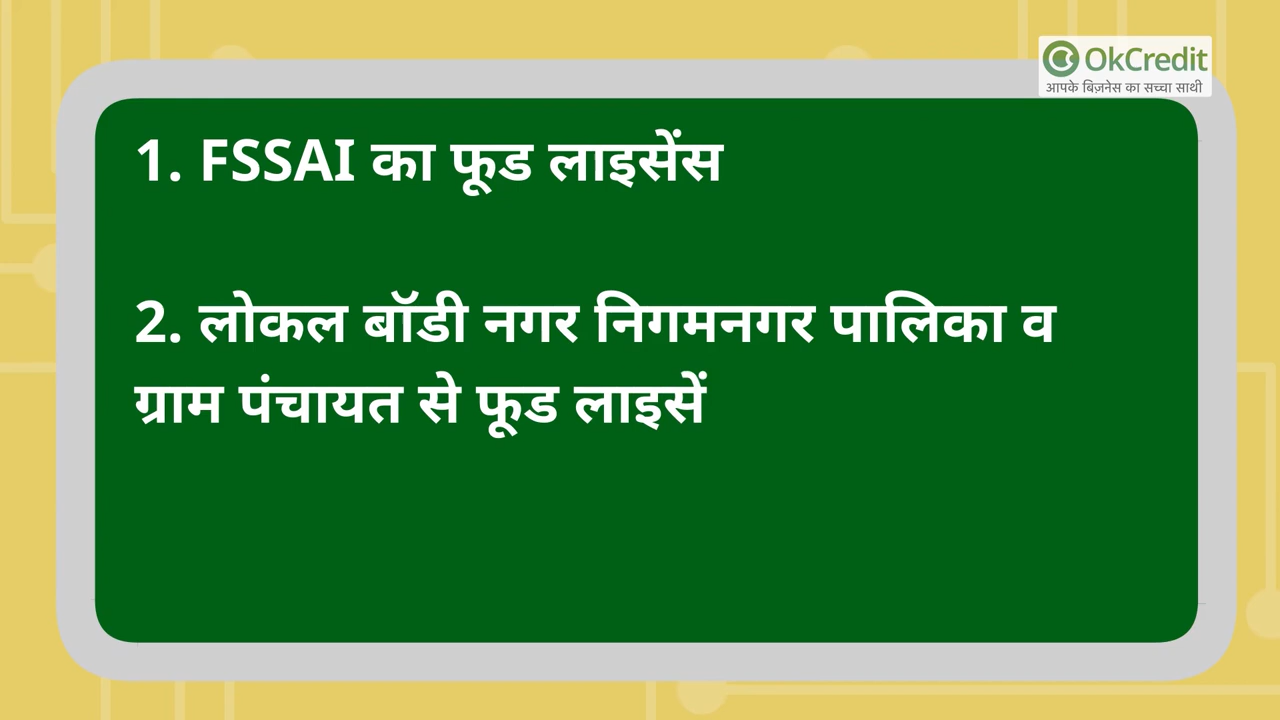 OkCredit
आपके बिज़नेस का सच्चा साथी
1. FSSAI का फूड लाइसेंस
2. लोकल बॉडी नगर निगमनगर पालिका व
ग्राम पंचायत से फूड लाइसें